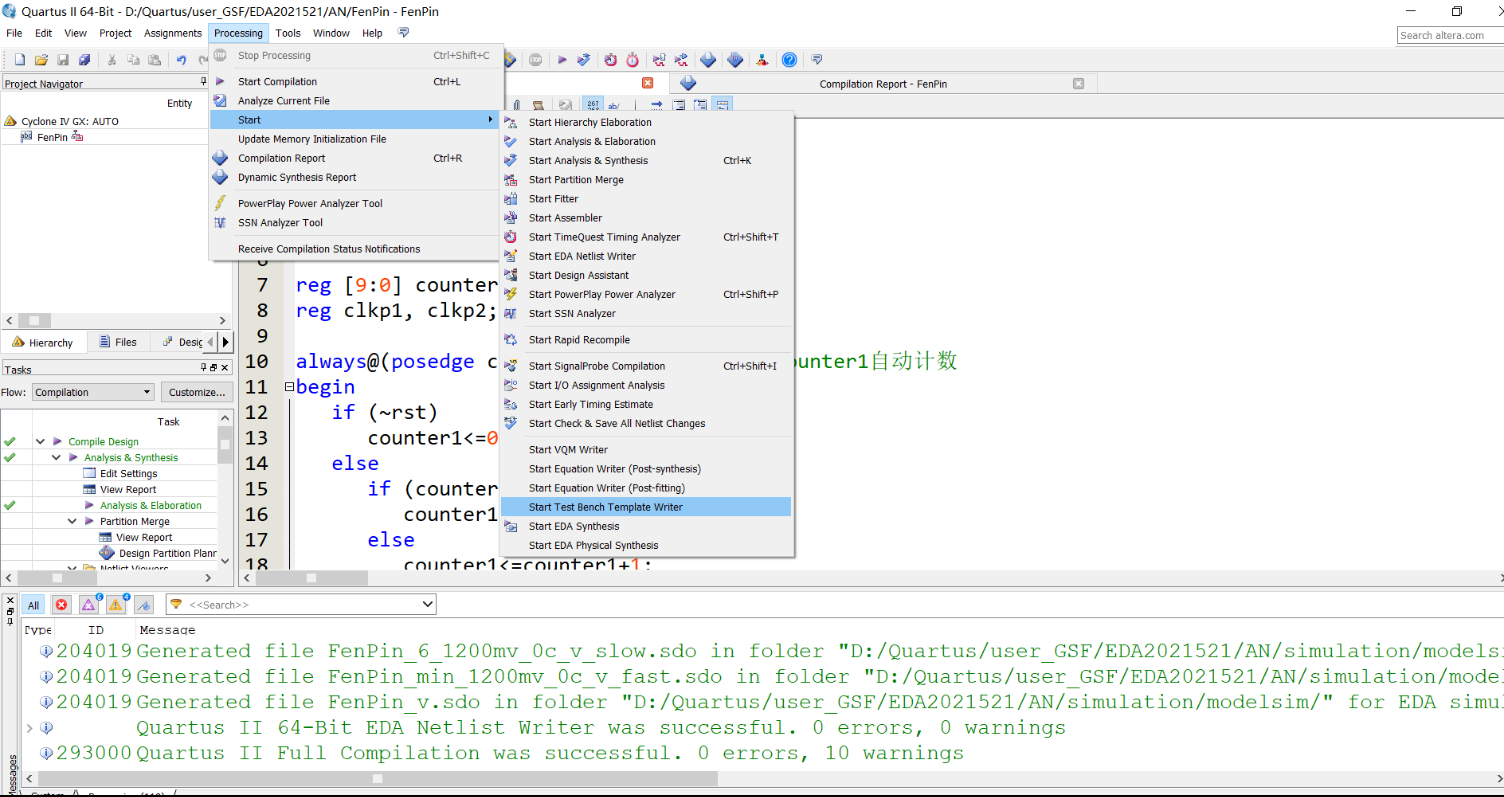 Quartus II 64-Bit - D:/Quartus/user_GSF/EDA2021521/AN/FenPin - FenPin
File Edit View Project Assignments Processing Tools Window Help
Search altera.com
Stop Processing Ctrl+Shift+C
Start Compilation Ctrl+L
Analyze Current File
Start
Update Memory Initialization File
Compilation Report Ctrl+R
Dynamic Synthesis Report
PowerPlay Power Analyzer Tool
SSN Analyzer Tool
Receive Compilation Status Notifications
Start Hierarchy Elaboration
Start Analysis & Elaboration
Start Analysis & Synthesis Ctrl+K
Start Partition Merge
Start Fitter
Start Assembler
Start TimeQuest Timing Analyzer Ctrl+Shift+T
Start EDA Netlist Writer
Start Design Assistant
Start PowerPlay Power Analyzer Ctrl+Shift+P
Start SSN Analyzer
Start Rapid Recompile
Start SignalProbe Compilation Ctrl+Shift+I
Start I/O Assignment Analysis
Start Early Timing Estimate
Start Check & Save All Netlist Changes
Start VQM Writer
Start Equation Writer (Post-synthesis)
Start Equation Writer (Post-fitting)
Start Test Bench Template Writer
Start EDA Synthesis
Start EDA Physical Synthesis
Project Navigator
Entity
Cyclone IV GX: AUTO
FenPin
Hierarchy Files Desig
Tasks
Flow: Compilation Customize...
Task
Compile Design
Analysis & Synthesis
Edit Settings
View Report
Analysis & Elaboration
Partition Merge
View Report
Design Partition Plann
Netlist Viewers
Compilation Report - FenPin
267
ab/
6
7 reg [9:0] counter
8 reg clkp1, clkp2;
9
10 always@(posedge c unter1自动计数
11 begin
12 if (~rst)
13 counter1<=0
14 else
15 if (counter
16 counter1
17 else
18 counter1<=counter1+1;
All 6 4 <<Search>>
Type ID Message
204019 Generated file FenPin_6_1200mv_0c_v_slow.sdo in folder "D:/Quartus/user_GSF/EDA2021521/AN/simulation/modelsi
204019 Generated file FenPin_min_1200mv_0c_v_fast.sdo in folder "D:/Quartus/user_GSF/EDA2021521/AN/simulation/model
204019 Generated file FenPin_v.sdo in folder "D:/Quartus/user_GSF/EDA2021521/AN/simulation/modelsim/" for EDA simul
Quartus II 64-Bit EDA Netlist Writer was successful. 0 errors, 0 warnings
293000 Quartus II Full Compilation was successful. 0 errors, 10 warnings
Messages